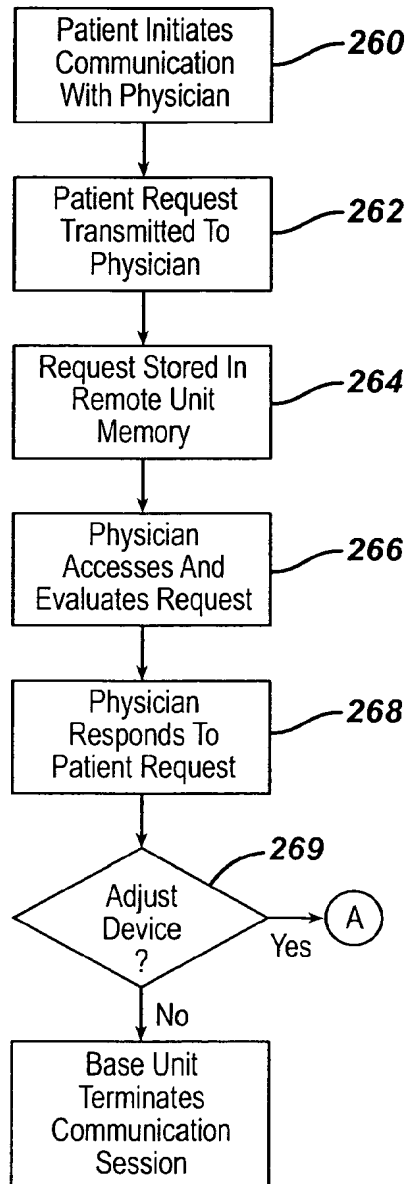 Patient Initiates
Communication
With Physician
260
Patient Request
Transmitted To
Physician
262
Request Stored In
Remote Unit
Memory
264
Physician
Accesses And
Evaluates Request
266
Physician
Responds To
Patient Request
268
269
Adjust
Device
?
Yes
A
No
Base Unit
Terminates
Communication
Session